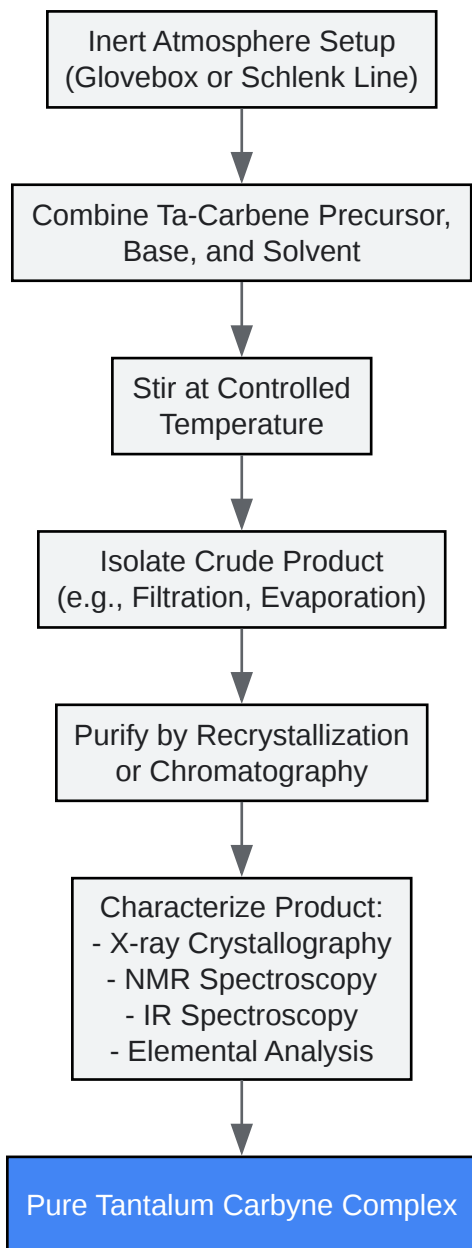 Inert Atmosphere Setup
(Glovebox or Schlenk Line)
Combine Ta-Carbene Precursor,
Base, and Solvent
Stir at Controlled
Temperature
Isolate Crude Product
(e.g., Filtration, Evaporation)
Purify by Recrystallization
or Chromatography
Characterize Product:
- X-ray Crystallography
- NMR Spectroscopy
- IR Spectroscopy
- Elemental Analysis
Pure Tantalum Carbyne Complex